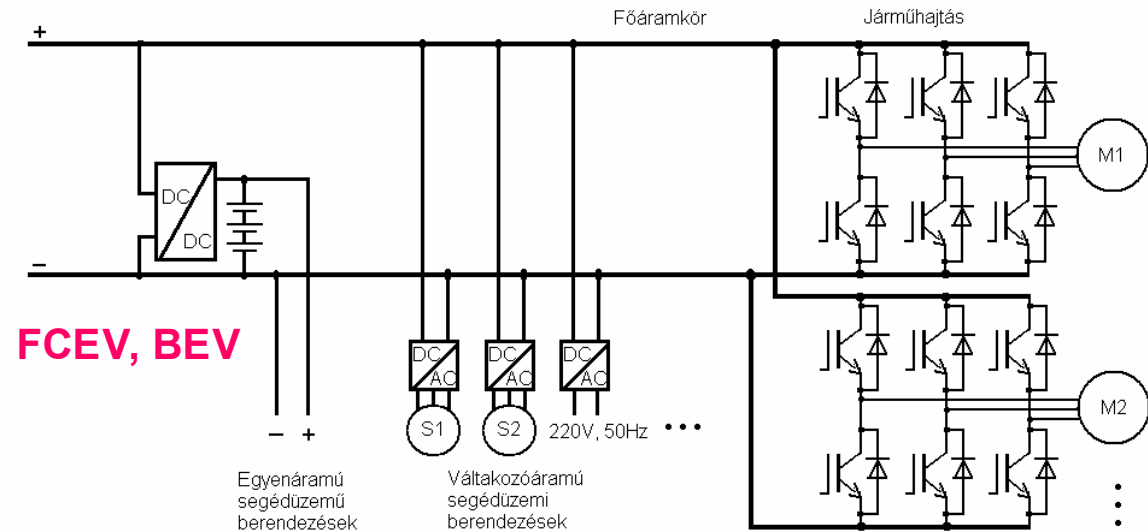 Főáramkör
Járműhajtás
+
DC
DC
M1
–
FCEV, BEV
DC
AC
DC
AC
DC
AC
– +
S1
S2
220V, 50Hz
...
M2
Egyenáramú
segédüzemű
berendezések
Váltakozóáramú
segédüzemi
berendezések